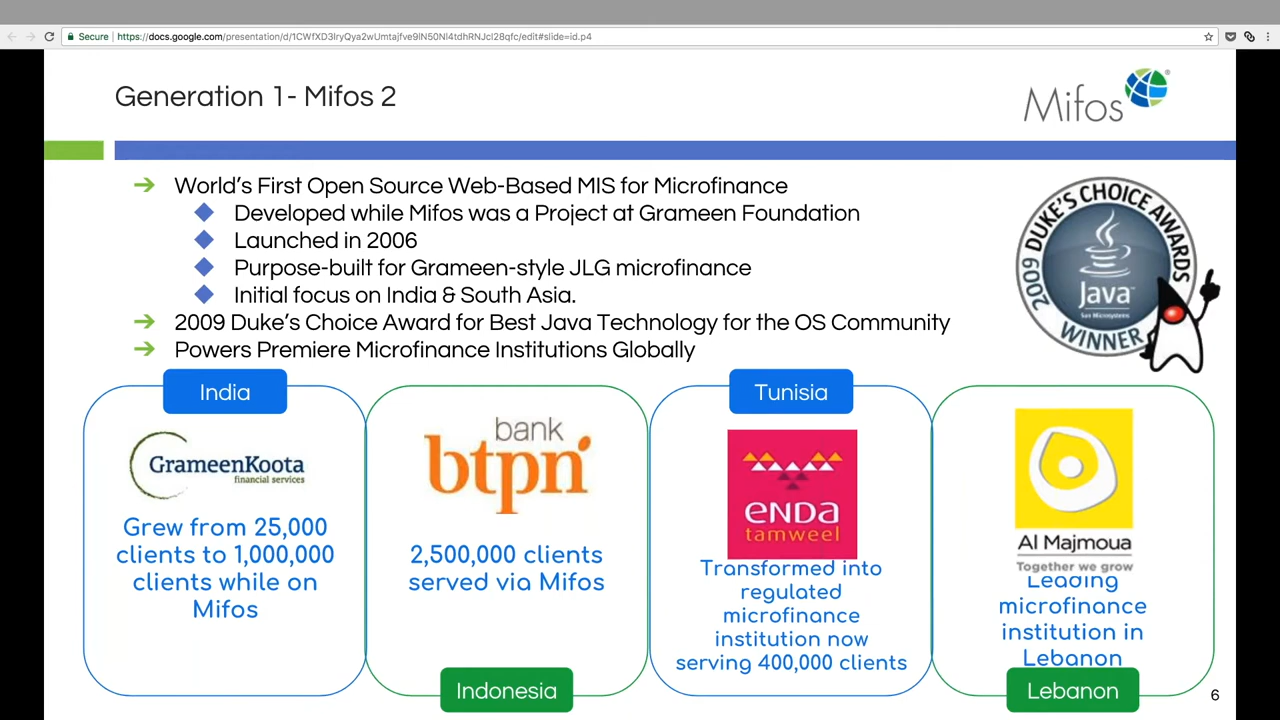 Secure https://docs.google.com/presentation/d/1CWfXD3IryQya2wUmtajfve9lN50Nl4tdhRNJcl28qfc/edit#slide=id.p4
Generation 1- Mifos 2
Mifos
World's First Open Source Web-Based MIS for Microfinance
Developed while Mifos was a Project at Grameen Foundation
Launched in 2006
Purpose-built for Grameen-style JLG microfinance
Initial focus on India & South Asia.
2009 Duke's Choice Award for Best Java Technology for the OS Community
Powers Premiere Microfinance Institutions Globally
2009 DUKE'S CHOICE AWARDS
Java
Sun Microsystems
WINNER
India
GrameenKoota
financial services
Grew from 25,000
clients to 1,000,000
clients while on
Mifos
bank
btpn
2,500,000 clients
served via Mifos
Indonesia
Tunisia
enda
tamweel
Transformed into
regulated
microfinance
institution now
serving 400,000 clients
Al Majmoua
Together we grow
Leading
microfinance
institution in
Lebanon
Lebanon
6